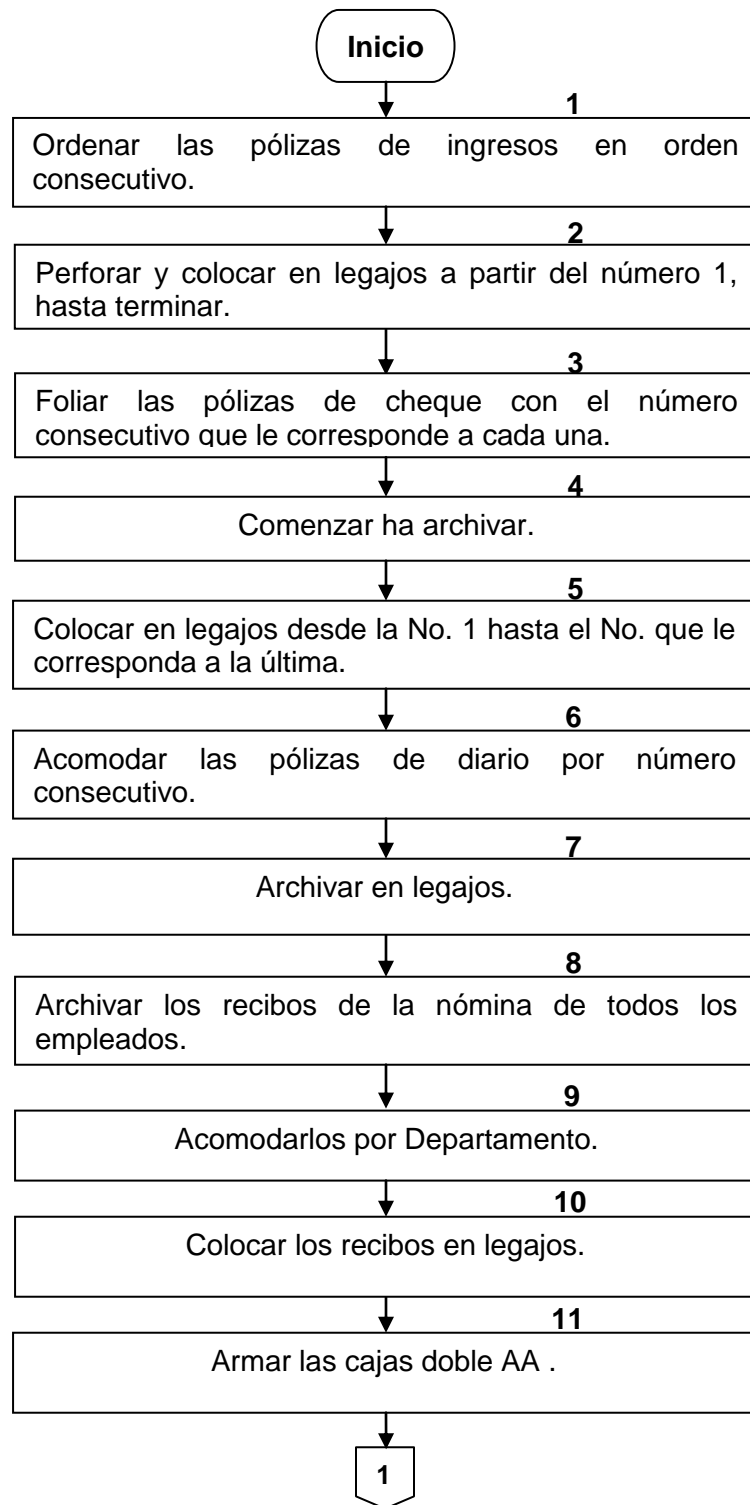 Inicio
1
Ordenar las pólizas de ingresos en orden
consecutivo.
2
Perforar y colocar en legajos a partir del número 1,
hasta terminar.
3
Foliar las pólizas de cheque con el número
consecutivo que le corresponde a cada una.
4
Comenzar ha archivar.
5
Colocar en legajos desde la No. 1 hasta el No. que le
corresponda a la última.
6
Acomodar las pólizas de diario por número
consecutivo.
7
Archivar en legajos.
8
Archivar los recibos de la nómina de todos los
empleados.
9
Acomodarlos por Departamento.
10
Colocar los recibos en legajos.
11
Armar las cajas doble AA .
1